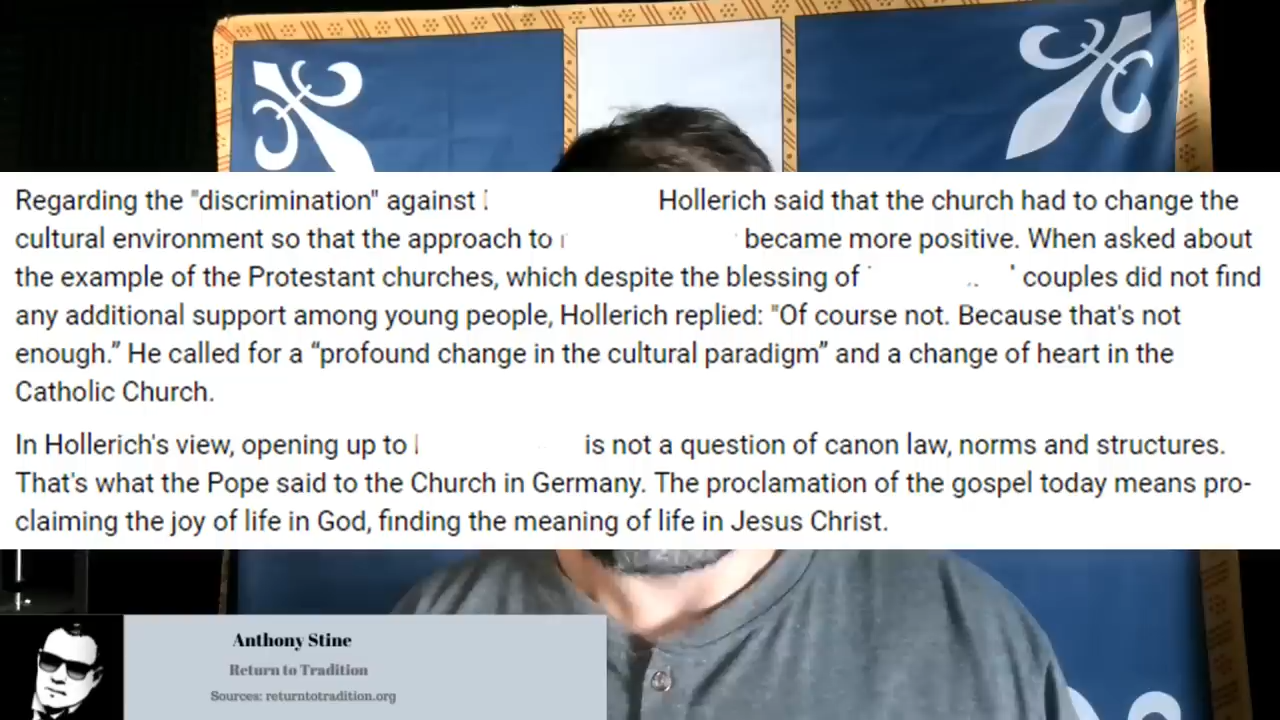 Regarding the "discrimination" against Hollerich said that the church had to change the
cultural environment so that the approach to became more positive. When asked about
the example of the Protestant churches, which despite the blessing of ' ' couples did not find
any additional support among young people, Hollerich replied: "Of course not. Because that's not
enough.” He called for a “profound change in the cultural paradigm” and a change of heart in the
Catholic Church.
In Hollerich's view, opening up to is not a question of canon law, norms and structures.
That's what the Pope said to the Church in Germany. The proclamation of the gospel today means pro-
claiming the joy of life in God, finding the meaning of life in Jesus Christ.
Anthony Stine
Return to Tradition
Sources: returntotradition.org